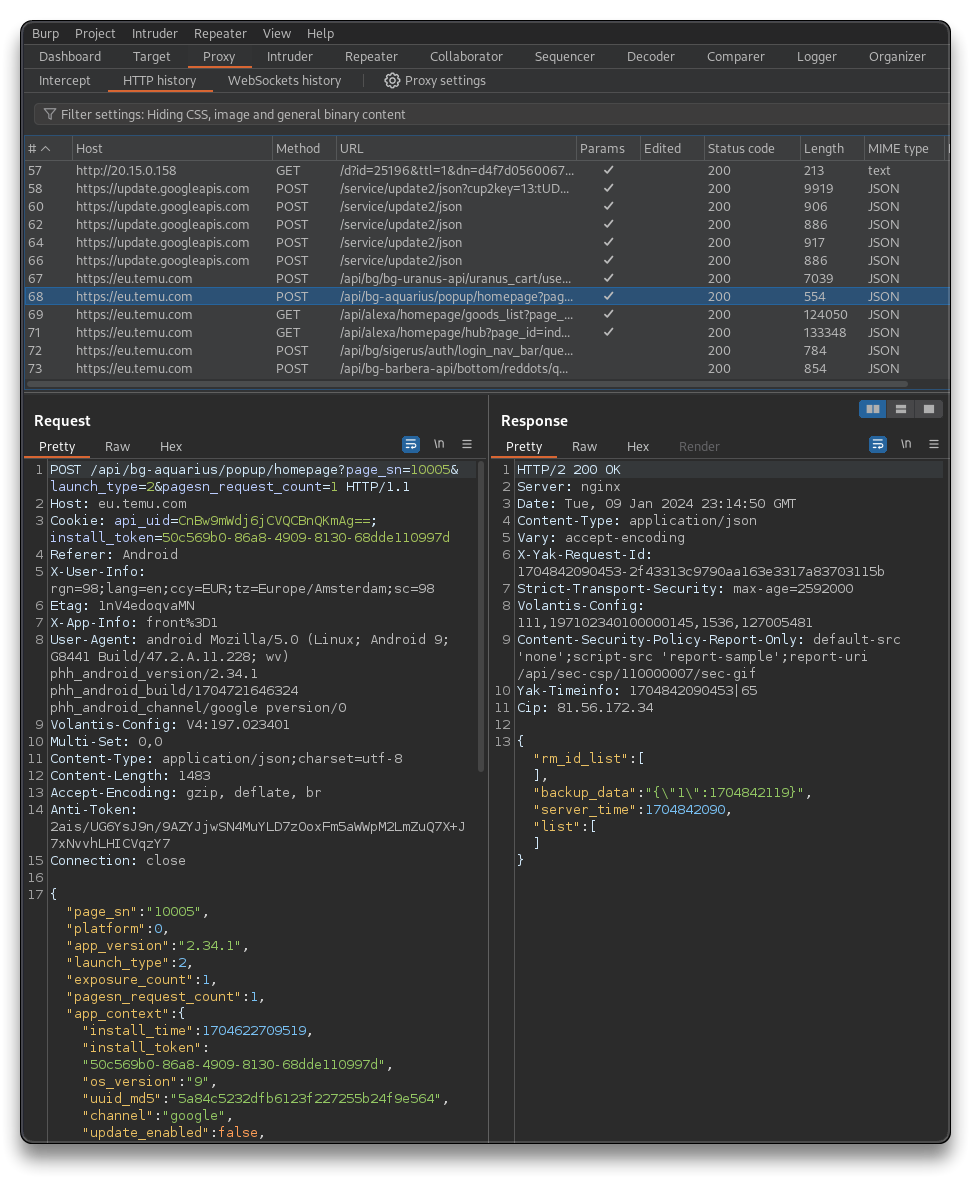 Burp Project Intruder Repeater View Help
Dashboard Target Proxy Intruder Repeater Collaborator Sequencer Decoder Comparer Logger Organizer
Intercept HTTP history WebSockets history Proxy settings
Filter settings: Hiding CSS, image and general binary content
# Host Method URL Params Edited Status code Length MIME type
57 http://20.15.0.158 GET /d?id=25196&ttl=1&dn=d4f7d0560067... ✓ 200 213 text
58 https://update.googleapis.com POST /service/update2/json?cup2key=13:tUD... ✓ 200 9919 JSON
60 https://update.googleapis.com POST /service/update2/json ✓ 200 906 JSON
62 https://update.googleapis.com POST /service/update2/json ✓ 200 886 JSON
64 https://update.googleapis.com POST /service/update2/json ✓ 200 917 JSON
66 https://update.googleapis.com POST /service/update2/json ✓ 200 886 JSON
67 https://eu.temu.com POST /api/bg/bg-uranus-api/uranus_cart/use... ✓ 200 7039 JSON
68 https://eu.temu.com POST /api/bg-aquarius/popup/homepage?pag... ✓ 200 554 JSON
69 https://eu.temu.com GET /api/alexa/homepage/goods_list?page_... ✓ 200 124050 JSON
71 https://eu.temu.com GET /api/alexa/homepage/hub?page_id=ind... ✓ 200 133348 JSON
72 https://eu.temu.com POST /api/bg/sigerus/auth/login_nav_bar/que... 200 784 JSON
73 https://eu.temu.com POST /api/bg-barbera-api/bottom/reddots/q... 200 854 JSON
Request
Pretty Raw Hex \n
1 POST /api/bg-aquarius/popup/homepage?page_sn=10005&
launch_type=2&pagesn_request_count=1 HTTP/1.1
2 Host: eu.temu.com
3 Cookie: api_uid=CnBw9mWdj6jCVQCBnQKmAg==;
install_token=50c569b0-86a8-4909-8130-68dde110997d
4 Referer: Android
5 X-User-Info:
rgn=98;lang=en;ccy=EUR;tz=Europe/Amsterdam;sc=98
6 Etag: 1nV4edoqvaMN
7 X-App-Info: front%3D1
8 User-Agent: android Mozilla/5.0 (Linux; Android 9;
G8441 Build/47.2.A.11.228; wv)
phh_android_version/2.34.1
phh_android_build/1704721646324
phh_android_channel/google pversion/0
9 Volantis-Config: V4:197.023401
10 Multi-Set: 0,0
11 Content-Type: application/json;charset=utf-8
12 Content-Length: 1483
13 Accept-Encoding: gzip, deflate, br
14 Anti-Token:
2ais/UG6YsJ9n/9AZYJjwSN4MuYLD7zOoxFm5aWWpM2LmZuQ7X+J
7xNvvhLHICVqzY7
15 Connection: close
16
17 {
"page_sn":"10005",
"platform":0,
"app_version":"2.34.1",
"launch_type":2,
"exposure_count":1,
"pagesn_request_count":1,
"app_context":{
"install_time":1704622709519,
"install_token":
"50c569b0-86a8-4909-8130-68dde110997d",
"os_version":"9",
"uuid_md5":"5a84c5232dfb6123f227255b24f9e564",
"channel":"google",
"update_enabled":false,
Response
Pretty Raw Hex Render \n
1 HTTP/2 200 OK
2 Server: nginx
3 Date: Tue, 09 Jan 2024 23:14:50 GMT
4 Content-Type: application/json
5 Vary: accept-encoding
6 X-Yak-Request-Id:
1704842090453-2f43313c9790aa163e3317a83703115b
7 Strict-Transport-Security: max-age=2592000
8 Volantis-Config:
111,197102340100000145,1536,127005481
9 Content-Security-Policy-Report-Only: default-src
'none';script-src 'report-sample';report-uri
/api/sec-csp/110000007/sec-gif
10 Yak-Timeinfo: 1704842090453|65
11 Cip: 81.56.172.34
12
13 {
"rm_id_list":[
],
"backup_data":"{\"1\":1704842119}",
"server_time":1704842090,
"list":[
]
}